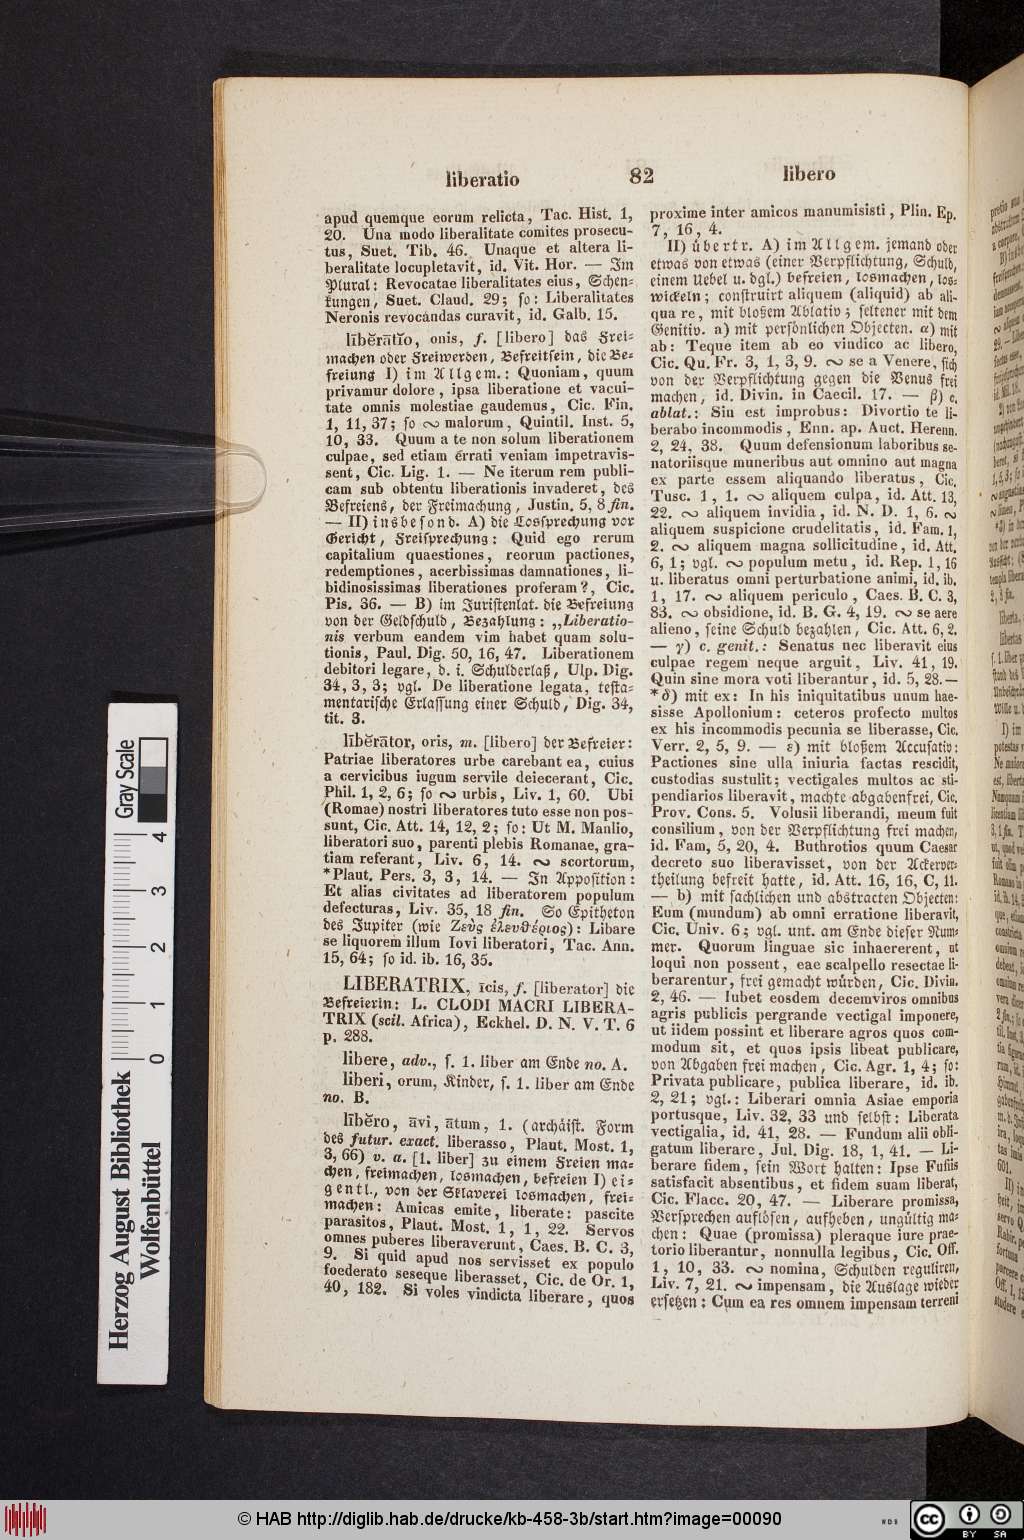 liberatio
82
libero
apud quemque eorum relicta, Tac. Hist. 1,
20. Una modo liberalitate comites prosecu-
tus, Suet. Tib. 46. Unaque et altera li-
beralitate locupletavit, id. Vit. Hor. — Im
Plural: Revocatae liberalitates eius, Schen-
kungen, Suet. Claud. 29; so: Liberalitates
Neronis revocandas curavit, id. Galb. 15.
lībĕrātĭo, onis, f. [libero] das Frei-
machen oder Freiwerden, Befreitsein, die Be-
freiung I) im Allgem.: Quoniam, quum
privamur dolore, ipsa liberatione et vacui-
tate omnis molestiae gaudemus, Cic. Fin.
1, 11, 37; so ~ malorum, Quintil. Inst. 5,
10, 33. Quum a te non solum liberationem
culpae, sed etiam errati veniam impetravis-
sent, Cic. Lig. 1. — Ne iterum rem publi-
cam sub obtentu liberationis invaderet, des
Befreiens, der Freimachung, Justin. 5, 8 fin.
— II) insbesond. A) die Lossprechung vor
Gericht, Freisprechung: Quid ego rerum
capitalium quaestiones, reorum pactiones,
redemptiones, acerbissimas damnationes, li-
bidinosissimas liberationes proferam?, Cic.
Pis. 36. — B) im Juristenlat. die Befreiung
von der Geldschuld, Bezahlung: „Liberatio-
nis verbum eandem vim habet quam solu-
tionis, Paul. Dig. 50, 16, 47. Liberationem
debitori legare, d. i. Schulderlaß, Ulp. Dig.
34, 3, 3; vgl. De liberatione legata, testa-
mentarische Erlassung einer Schuld, Dig. 34,
tit. 3.
lībĕrātor, oris, m. [libero] der Befreier:
Patriae liberatores urbe carebant ea, cuius
a cervicibus iugum servile deiecerant, Cic.
Phil. 1, 2, 6; so ~ urbis, Liv. 1, 60. Ubi
(Romae) nostri liberatores tuto esse non pos-
sunt, Cic. Att. 14, 12, 2; so: Ut M. Manlio,
liberatori suo, parenti plebis Romanae, gra-
tiam referant, Liv. 6, 14. ~ scortorum,
*Plaut. Pers. 3, 3, 14. — In Apposition:
Et alias civitates ad liberatorem populum
defecturas, Liv. 35, 18 fin. So Epitheton
des Jupiter (wie Ζεὺς ἐλευθέριος): Libare
se liquorem illum Iovi liberatori, Tac. Ann.
15, 64; so id. ib. 16, 35.
LIBERATRIX, īcis, f. [liberator] die
Befreierin: L. CLODI MACRI LIBERA-
TRIX (scil. Africa), Eckhel. D. N. V. T. 6
p. 288.
libere, adv., s. 1. liber am Ende no. A.
liberi, orum, Kinder, s. 1. liber am Ende
no. B.
lībĕro, āvi, ātum, 1. (archäist. Form
des futur. exact. liberasso, Plaut. Most. 1,
3, 66) v. a. [1. liber] zu einem Freien ma-
chen, freimachen, losmachen, befreien I) ei-
gentl., von der Sklaverei losmachen, frei-
machen: Amicas emite, liberate: pascite
parasitos, Plaut. Most. 1, 1, 22. Servos
omnes puberes liberaverunt, Caes. B. C. 3,
9. Si quid apud nos servisset ex populo
foederato seseque liberasset, Cic. de Or. 1,
40, 182. Si voles vindicta liberare, quos
proxime inter amicos manumisisti, Plin. Ep.
7, 16, 4.
II) übertr. A) im Allgem. jemand oder
etwas von etwas (einer Verpflichtung, Schuld,
einem Uebel u. dgl.) befreien, losmachen, los-
wickeln; construirt aliquem (aliquid) ab ali-
qua re, mit bloßem Ablativ; seltener mit dem
Genitiv. a) mit persönlichen Objecten. α) mit
ab: Teque item ab eo vindico ac libero,
Cic. Qu. Fr. 3, 1, 3, 9. ~ se a Venere, sich
von der Verpflichtung gegen die Venus frei
machen, id. Divin. in Caecil. 17. — β) c.
ablat.: Sin est improbus: Divortio te li-
berabo incommodis, Enn. ap. Auct. Herenn.
2, 24, 38. Quum defensionum laboribus se-
natoriisque muneribus aut omnino aut magna
ex parte essem aliquando liberatus, Cic.
Tusc. 1, 1. ~ aliquem culpa, id. Att. 13,
22. ~ aliquem invidia, id. N. D. 1, 6. ~
aliquem suspicione crudelitatis, id. Fam. 1,
2. ~ aliquem magna sollicitudine, id. Att.
6, 1; vgl. ~ populum metu, id. Rep. 1, 16
u. liberatus omni perturbatione animi, id. ib.
1, 17. ~ aliquem periculo, Caes. B. C. 3,
83. ~ obsidione, id. B. G. 4, 19. ~ se aere
alieno, seine Schuld bezahlen, Cic. Att. 6, 2.
— γ) c. genit.: Senatus nec liberavit eius
culpae regem neque arguit, Liv. 41, 19.
Quin sine mora voti liberantur, id. 5, 28. —
*δ) mit ex: In his iniquitatibus unum hae-
sisse Apollonium: ceteros profecto multos
ex his incommodis pecunia se liberasse, Cic.
Verr. 2, 5, 9. — ε) mit bloßem Accusativ:
Pactiones sine ulla iniuria factas rescidit,
custodias sustulit; vectigales multos ac sti-
pendiarios liberavit, machte abgabenfrei, Cic.
Prov. Cons. 5. Volusii liberandi, meum fuit
consilium, von der Verpflichtung frei machen,
id. Fam, 5, 20, 4. Buthrotios quum Caesar
decreto suo liberavisset, von der Ackerver-
theilung befreit hatte, id. Att. 16, 16, C, 11.
— b) mit sachlichen und abstracten Objecten:
Eum (mundum) ab omni erratione liberavit,
Cic. Univ. 6; vgl. unt. am Ende dieser Num-
mer. Quorum linguae sic inhaererent, ut
loqui non possent, eae scalpello resectae li-
berarentur, frei gemacht würden, Cic. Divin.
2, 46. — Iubet eosdem decemviros omnibus
agris publicis pergrande vectigal imponere,
ut iidem possint et liberare agros quos com-
modum sit, et quos ipsis libeat publicare,
von Abgaben frei machen, Cic. Agr. 1, 4; so:
Privata publicare, publica liberare, id. ib.
2, 21; vgl.: Liberari omnia Asiae emporia
portusque, Liv. 32, 33 und selbst: Liberata
vectigalia, id. 41, 28. — Fundum alii obli-
gatum liberare, Jul. Dig. 18, 1, 41. — Li-
berare fidem, sein Wort halten: Ipse Fufiis
satisfacit absentibus, et fidem suam liberat,
Cic. Flacc. 20, 47. — Liberare promissa,
Versprechen auflösen, aufheben, ungültig ma-
chen: Quae (promissa) pleraque iure prae-
torio liberantur, nonnulla legibus, Cic. Off.
1, 10, 33. ~ nomina, Schulden reguliren,
Liv. 7, 21. ~ impensam, die Auslage wieder
ersetzen: Cum ea res omnem impensam terreni
Herzog August Bibliothek
Wolfenbüttel
Gray Scale
0 1 2 3 4
© HAB http://diglib.hab.de/drucke/kb-458-3b/start.htm?image=00090
WDB
cc BY SA